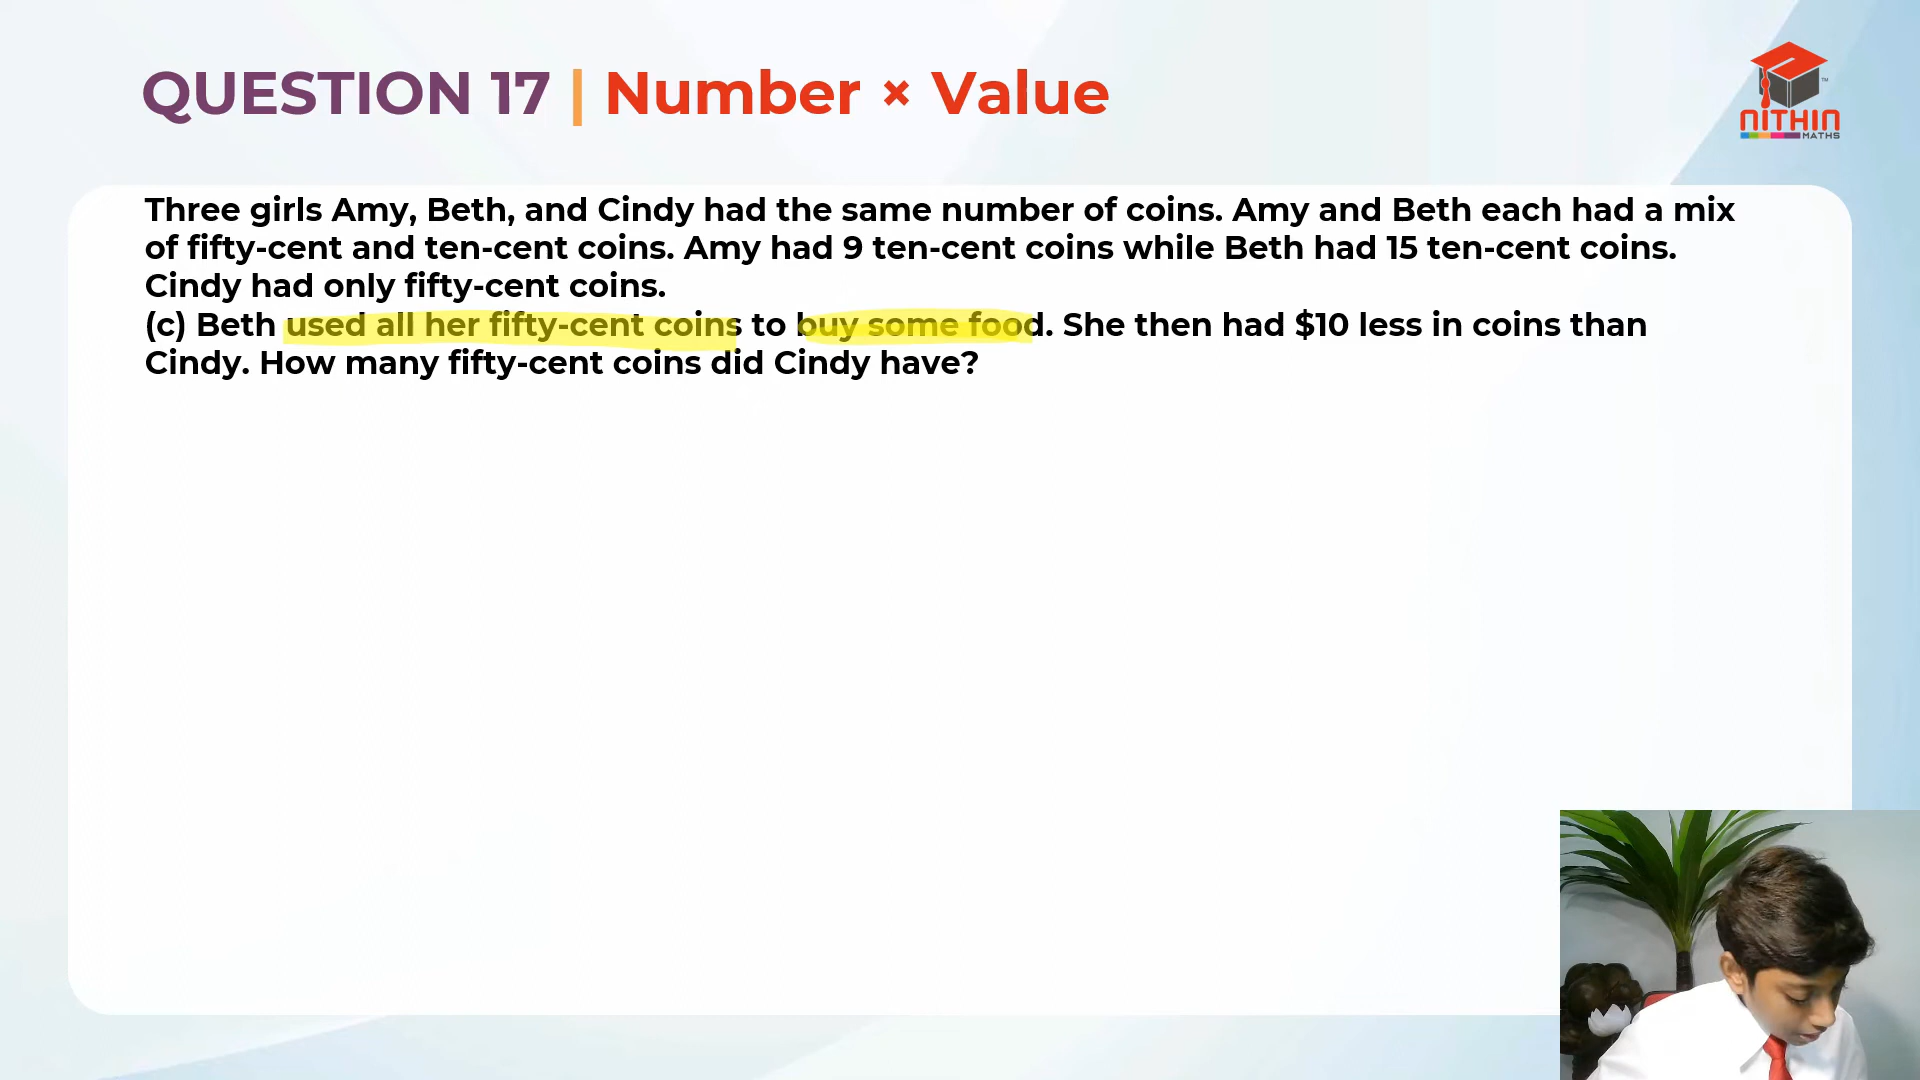 QUESTION 17 | Number × Value
NITHIN
MATHS
TM
Three girls Amy, Beth, and Cindy had the same number of coins. Amy and Beth each had a mix
of fifty-cent and ten-cent coins. Amy had 9 ten-cent coins while Beth had 15 ten-cent coins.
Cindy had only fifty-cent coins.
(c) Beth used all her fifty-cent coins to buy some food. She then had $10 less in coins than
Cindy. How many fifty-cent coins did Cindy have?